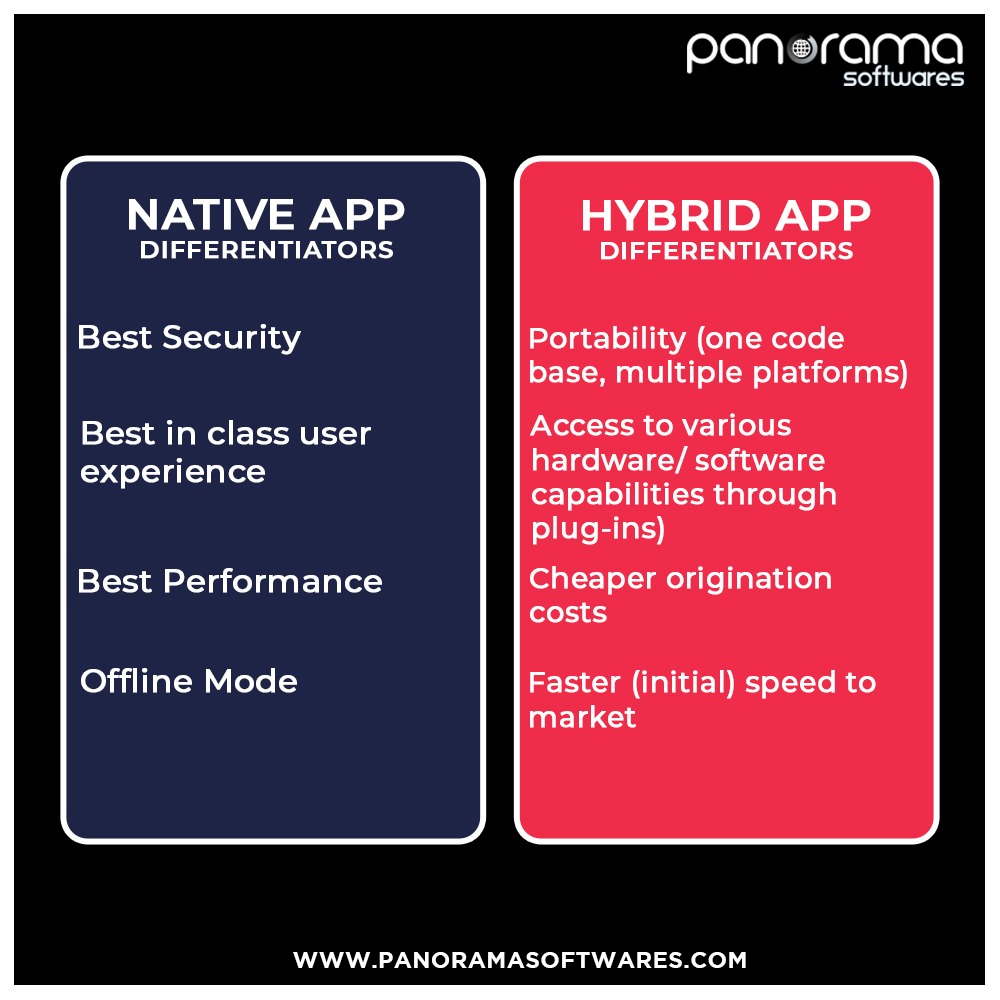 panorama
softwares
NATIVE APP
DIFFERENTIATORS
Best Security
Best in class user
experience
Best Performance
Offline Mode
HYBRID APP
DIFFERENTIATORS
Portability (one code
base, multiple platforms)
Access to various
hardware/ software
capabilities through
plug-ins)
Cheaper origination
costs
Faster (initial) speed to
market
WWW.PANORAMASOFTWARES.COM